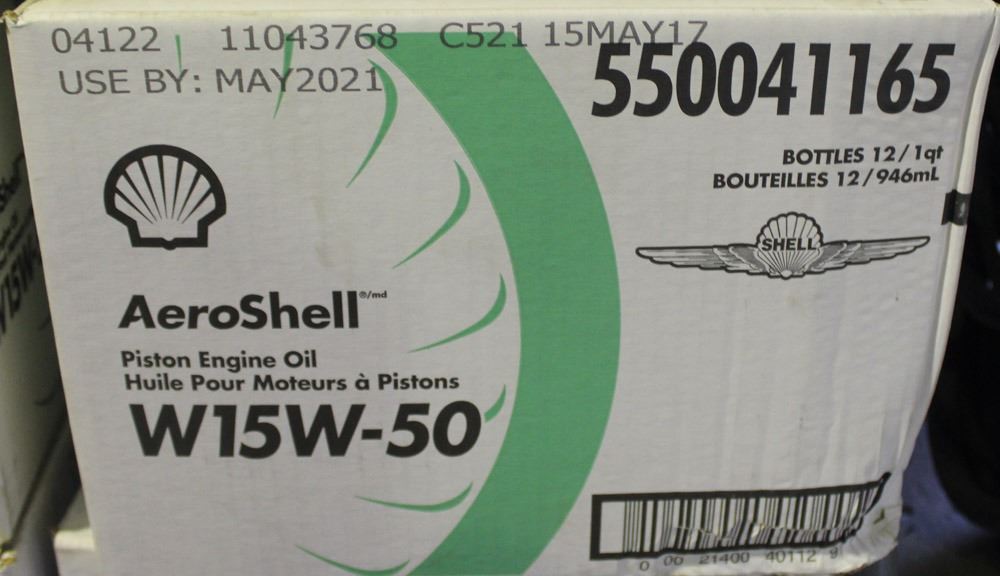 04122 11043768 C521 15MAY17
USE BY: MAY2021
550041165
BOTTLES 12/1qt
BOUTEILLES 12/946mL
SHELL
AeroShell®/md
Piston Engine Oil
Huile Pour Moteurs à Pistons
W15W-50
0 00 21400 40112 9